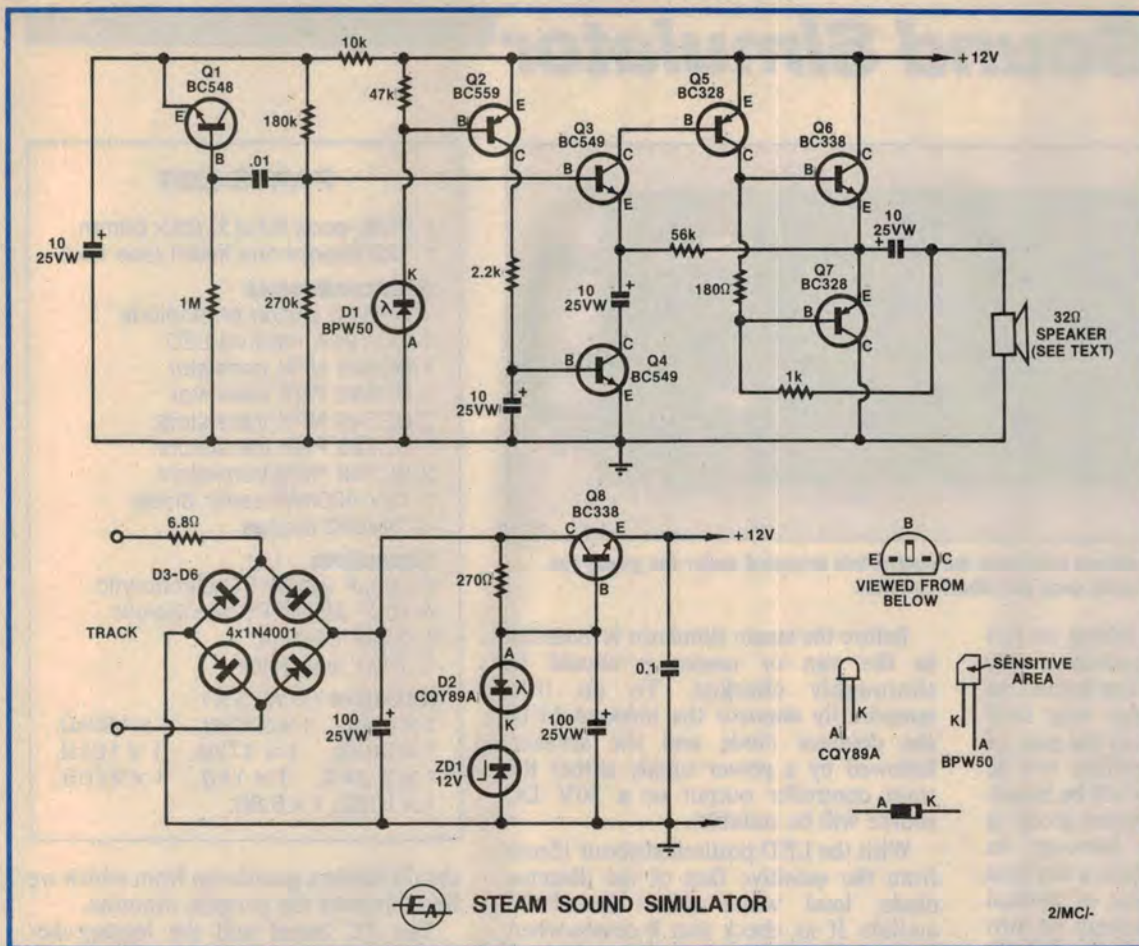 10k
+12V
Q1
BC548
47k
Q2
BC559
Q5
BC328
Q6
BC338
Q3
BC549
180k
E
B
.01
B
E
C
B
C
E
B
E
C
B
C
E
10
25VW
+
1M
270k
K
λ
A
D1
BPW50
2.2k
10
25VW
+
56k
10
25VW
+
C
B
E
Q4
BC549
180Ω
10
25VW
+
Q7
BC328
B
E
C
1k
32Ω
SPEAKER
(SEE TEXT)
6.8Ω
D3-D6
4x1N4001
TRACK
Q8
BC338
C
E
B
+12V
270Ω
100
25VW
+
A
λ
K
D2
CQY89A
ZD1
12V
100
25VW
+
0.1
B
E
C
VIEWED FROM
BELOW
SENSITIVE
AREA
A
K
CQY89A
K
A
BPW50
A
K
EA STEAM SOUND SIMULATOR
2/MC/-